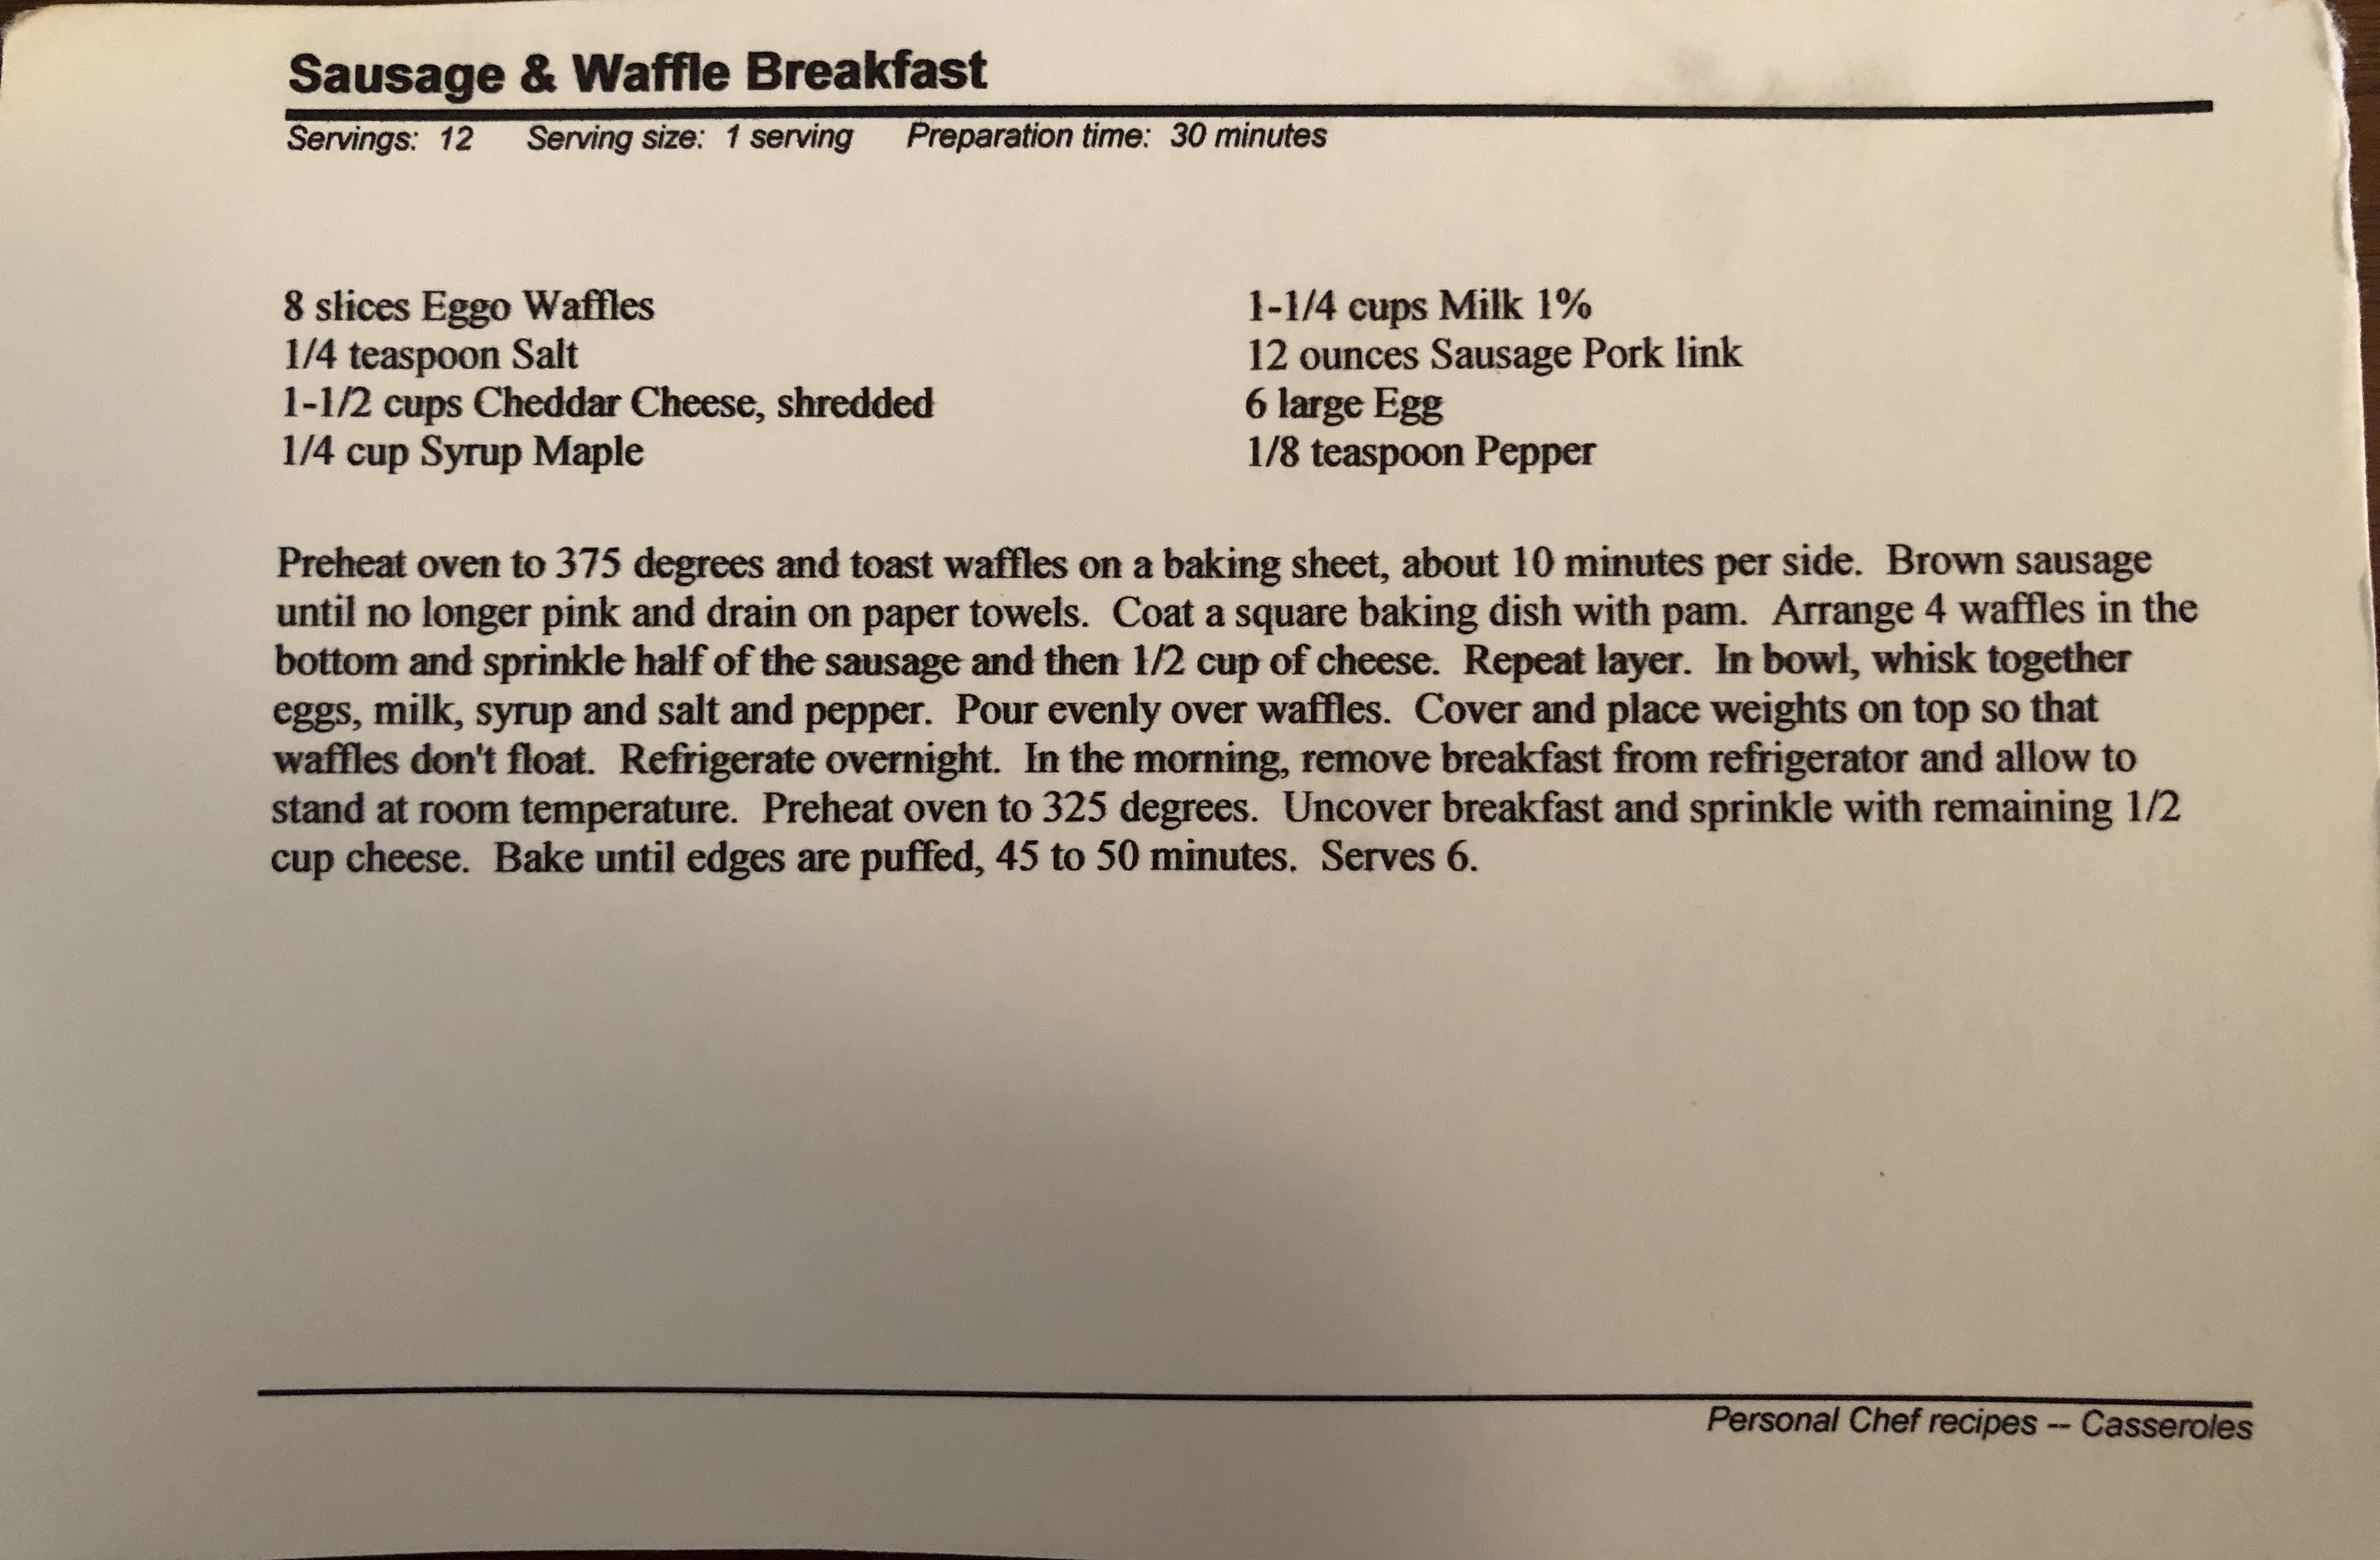 Sausage & Waffle Breakfast
Servings: 12 Serving size: 1 serving Preparation time: 30 minutes
8 slices Eggo Waffles
1/4 teaspoon Salt
1-1/2 cups Cheddar Cheese, shredded
1/4 cup Syrup Maple
1-1/4 cups Milk 1%
12 ounces Sausage Pork link
6 large Egg
1/8 teaspoon Pepper
Preheat oven to 375 degrees and toast waffles on a baking sheet, about 10 minutes per side. Brown sausage
until no longer pink and drain on paper towels. Coat a square baking dish with pam. Arrange 4 waffles in the
bottom and sprinkle half of the sausage and then 1/2 cup of cheese. Repeat layer. In bowl, whisk together
eggs, milk, syrup and salt and pepper. Pour evenly over waffles. Cover and place weights on top so that
waffles don't float. Refrigerate overnight. In the morning, remove breakfast from refrigerator and allow to
stand at room temperature. Preheat oven to 325 degrees. Uncover breakfast and sprinkle with remaining 1/2
cup cheese. Bake until edges are puffed, 45 to 50 minutes. Serves 6.
Personal Chef recipes -- Casseroles